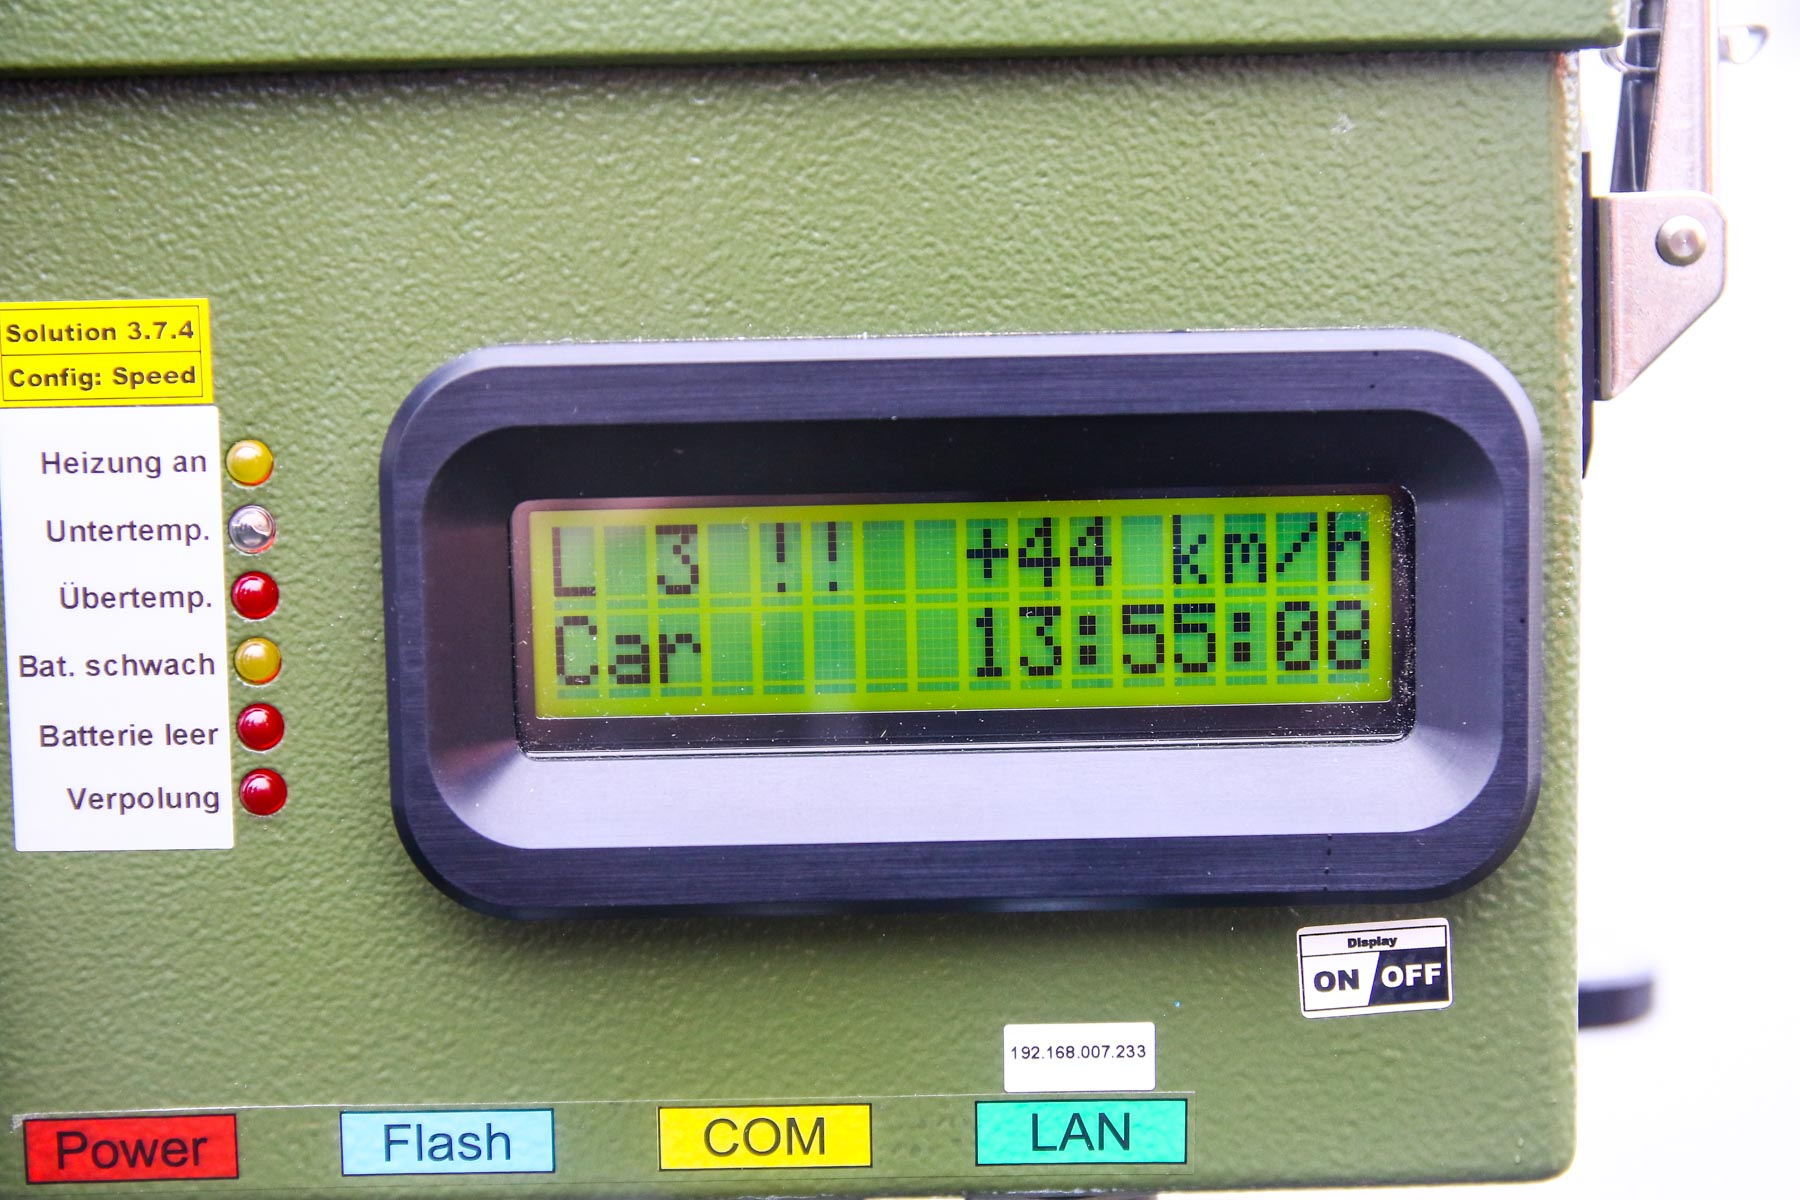 Solution 3.7.4
Config: Speed
Heizung an
Untertemp.
Übertemp.
Bat. schwach
Batterie leer
Verpolung
L 3 !! +44 km/h
Car 13:55:08
Display
ON/OFF
192.168.007.233
Power
Flash
COM
LAN